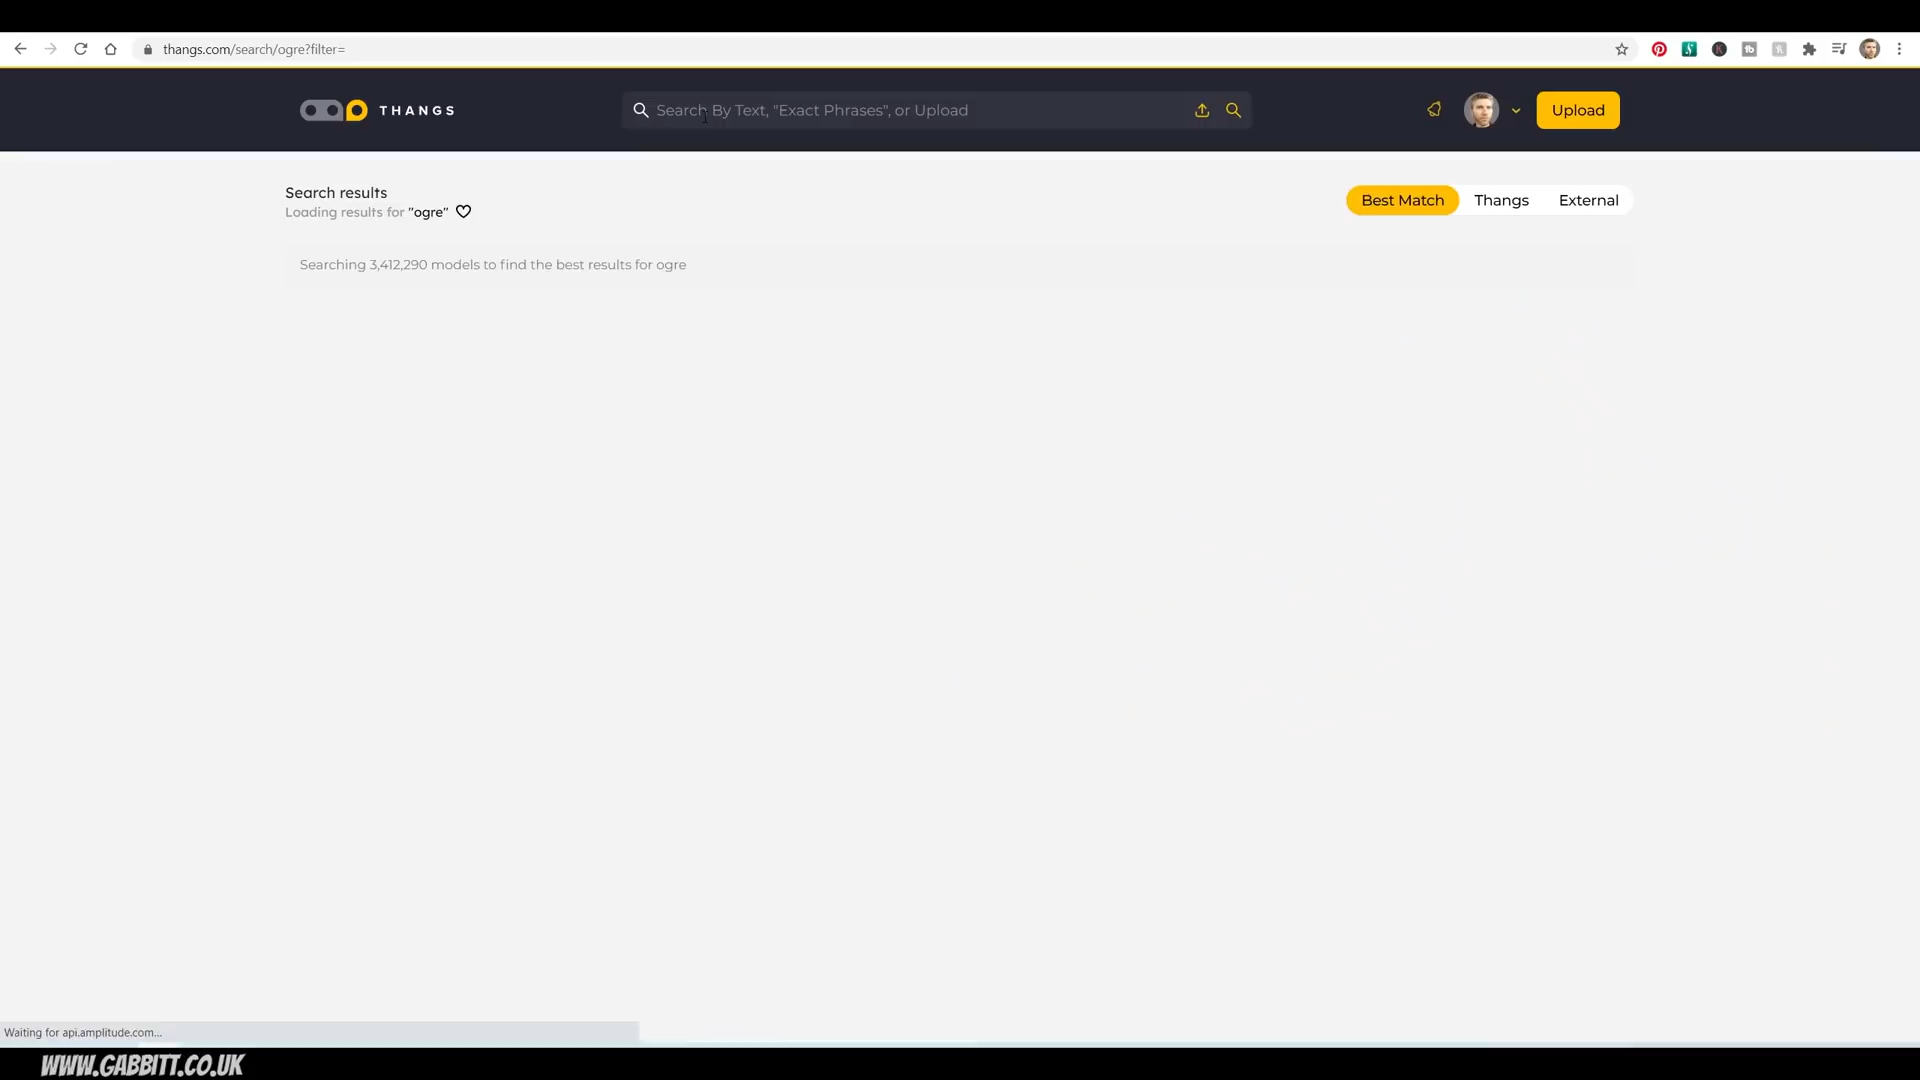 thangs.com/search/ogre?filter=
THANGS
Search By Text, "Exact Phrases", or Upload
Upload
Search results
Loading results for "ogre"
Best Match
Thangs
External
Searching 3,412,290 models to find the best results for ogre
Waiting for api.amplitude.com...
WWW.GABBITT.CO.UK